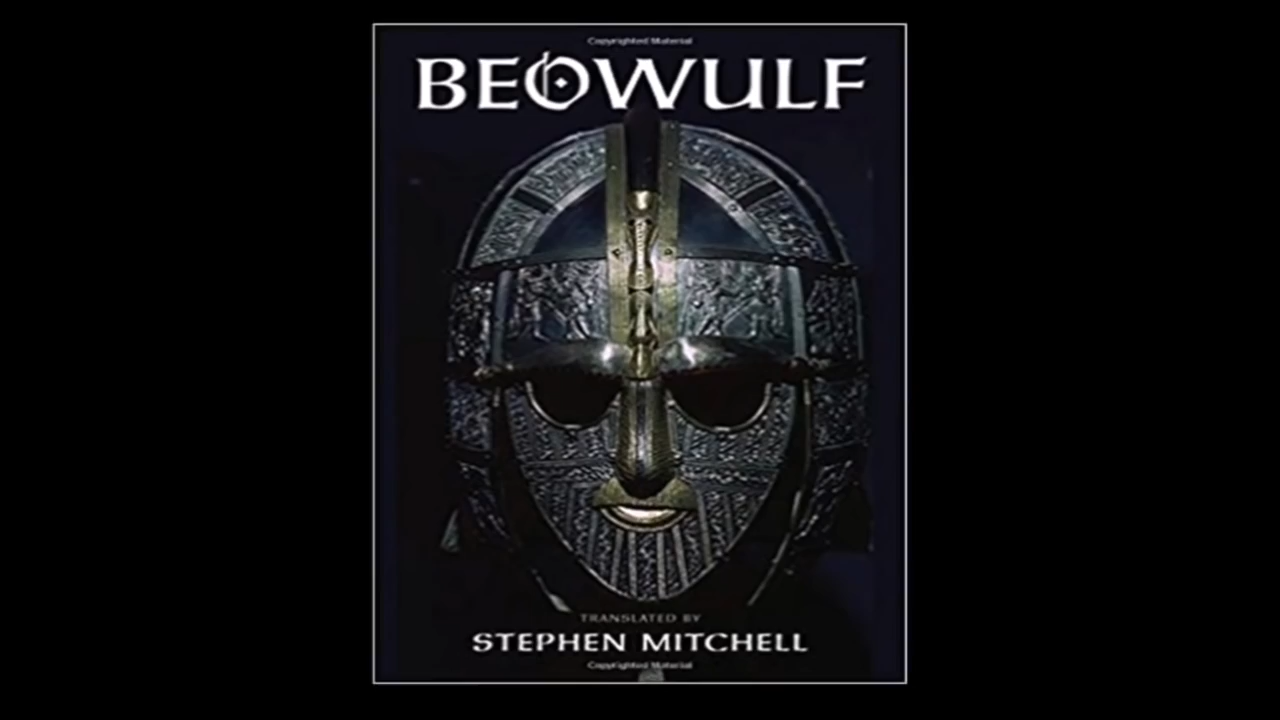 Copyrighted Material
BEOWULF
TRANSLATED BY
STEPHEN MITCHELL
Copyrighted Material